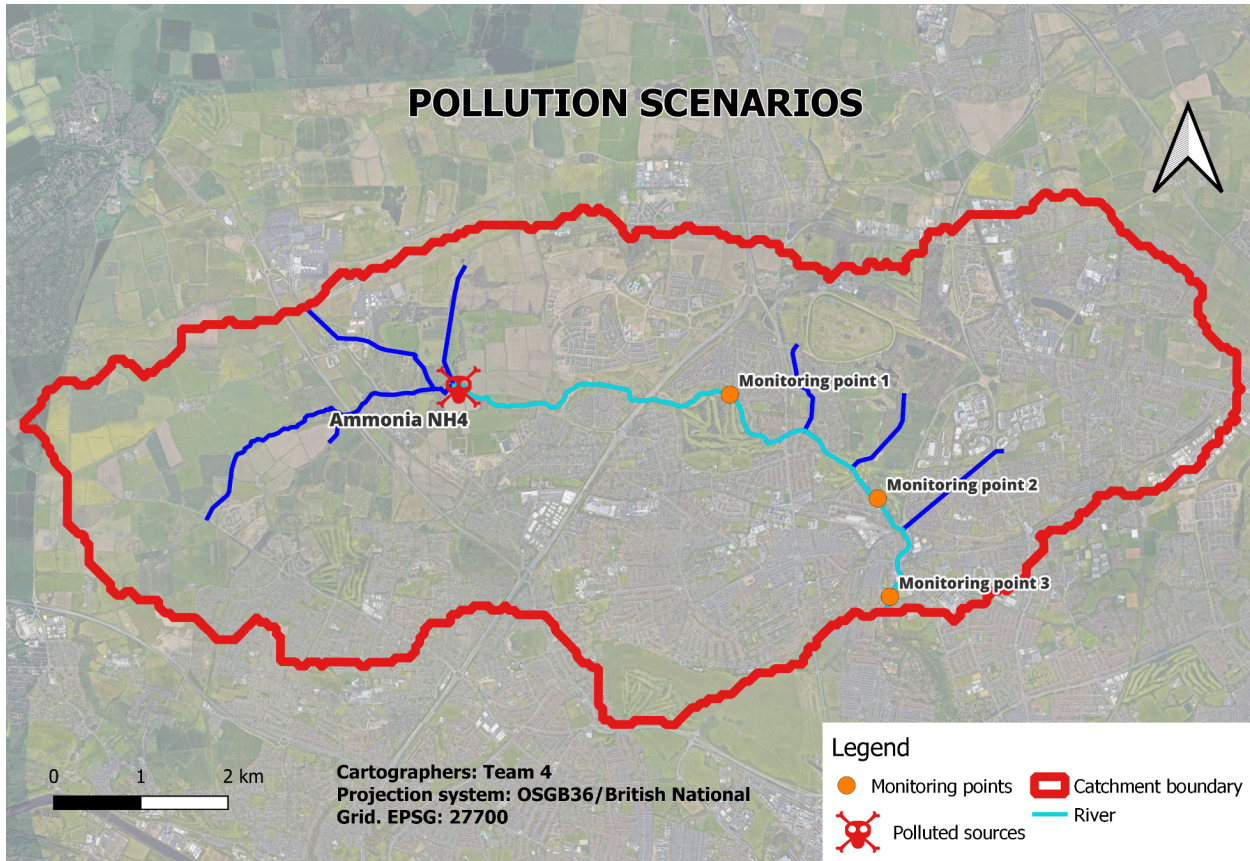 POLLUTION SCENARIOS
Monitoring point 1
Ammonia NH4
Monitoring point 2
Monitoring point 3
0 1 2 km
Cartographers: Team 4
Projection system: OSGB36/British National
Grid. EPSG: 27700
Legend
Monitoring points
Catchment boundary
River
Polluted sources